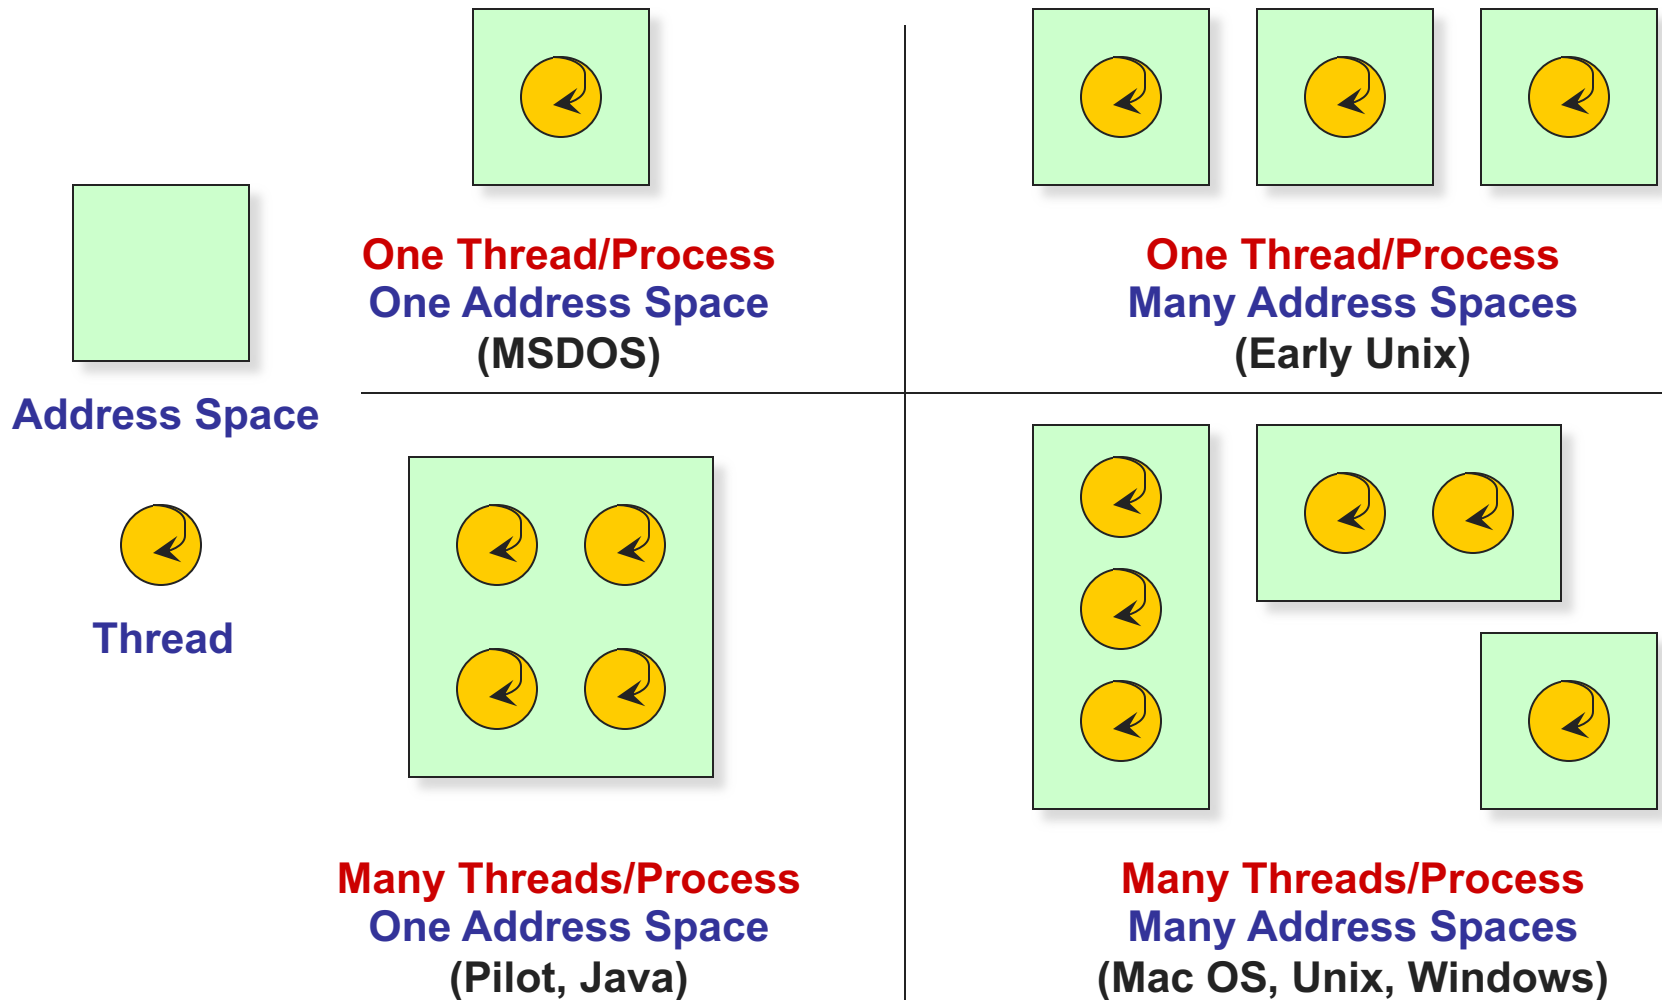 Address Space
Thread
One Thread/Process
One Address Space
(MSDOS)
One Thread/Process
Many Address Spaces
(Early Unix)
Many Threads/Process
One Address Space
(Pilot, Java)
Many Threads/Process
Many Address Spaces
(Mac OS, Unix, Windows)